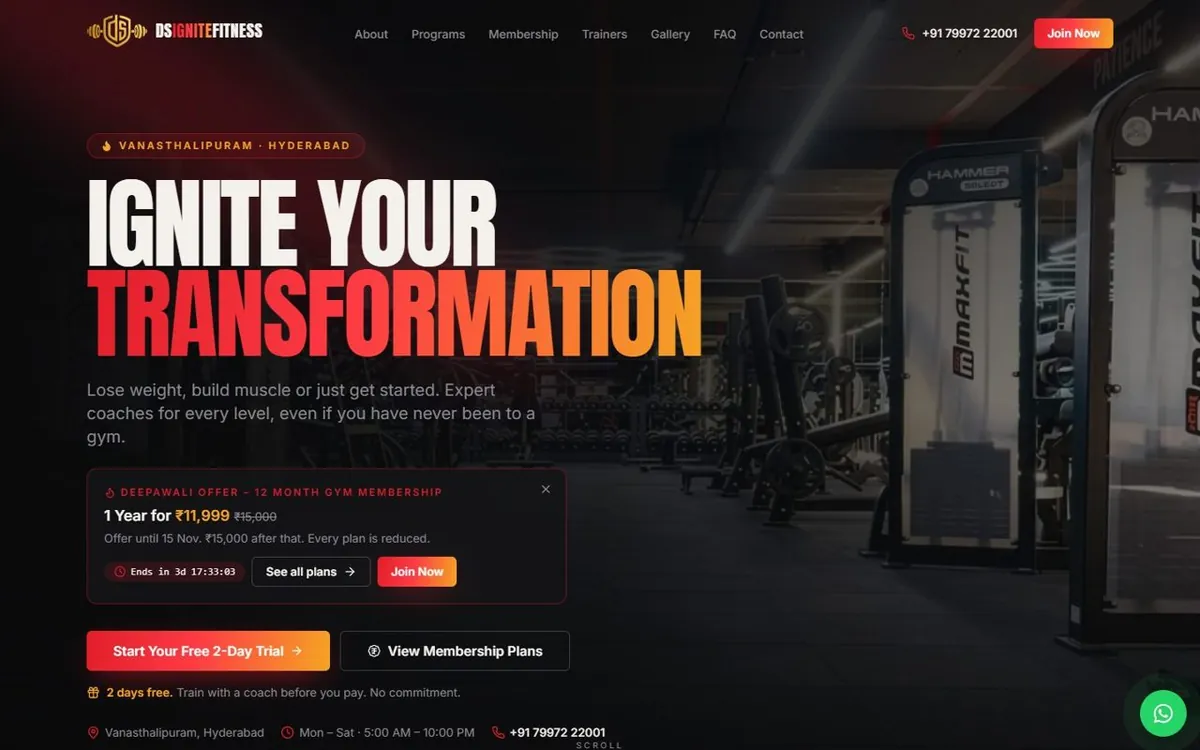 DSIGNITEFITNESS
About
Programs
Membership
Trainers
Gallery
FAQ
Contact
+91 79972 22001
Join Now
PATIENCE
VANASTHALIPURAM · HYDERABAD
IGNITE YOUR
TRANSFORMATION
Lose weight, build muscle or just get started. Expert
coaches for every level, even if you have never been to a
gym.
DEEPAWALI OFFER – 12 MONTH GYM MEMBERSHIP
1 Year for ₹11,999 ₹15,000
Offer until 15 Nov. ₹15,000 after that. Every plan is reduced.
Ends in 3d 17:33:03
See all plans →
Join Now
Start Your Free 2-Day Trial →
View Membership Plans
2 days free. Train with a coach before you pay. No commitment.
Vanasthalipuram, Hyderabad
Mon – Sat · 5:00 AM – 10:00 PM
+91 79972 22001
SCROLL
HAMMER
SELECT
MAXFIT
HAM